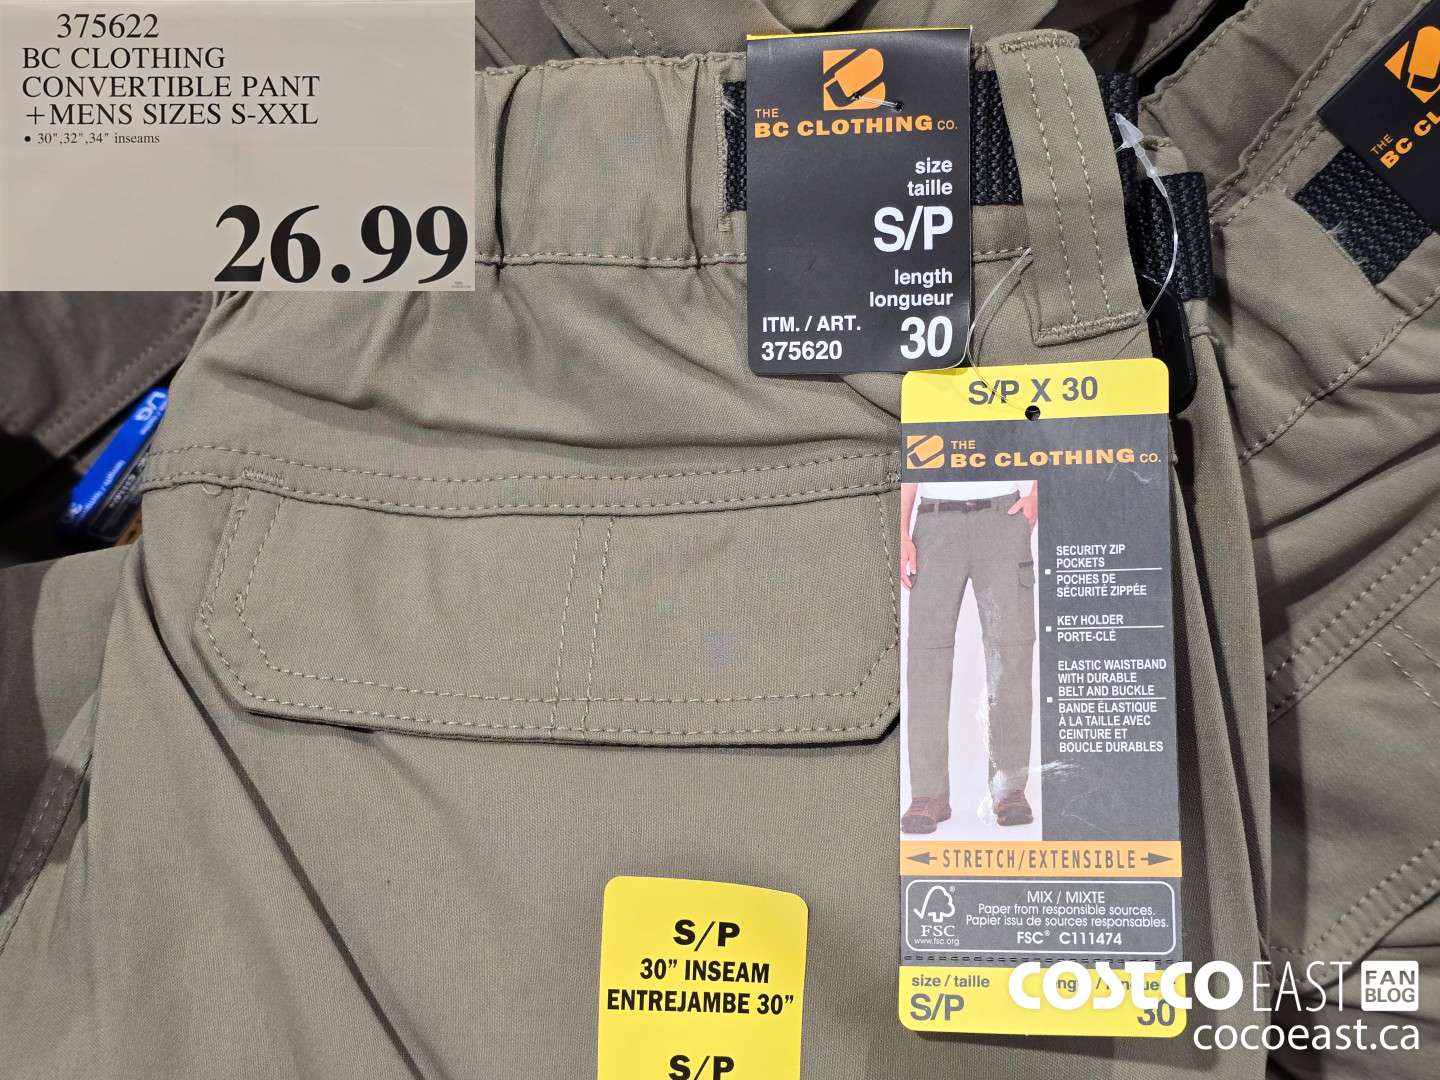 375622
BC CLOTHING
CONVERTIBLE PANT
+MENS SIZES S-XXL
• 30",32",34" inseams
26.99
THE
BC CLOTHING CO.
size
taille
S/P
length
longueur
ITM. / ART.
375620
30
THE
BC CL
S/P X 30
THE
BC CLOTHING CO.
SECURITY ZIP
POCKETS
POCHES DE
SÉCURITÉ ZIPPÉE
KEY HOLDER
PORTE-CLÉ
ELASTIC WAISTBAND
WITH DURABLE
BELT AND BUCKLE
BANDE ÉLASTIQUE
À LA TAILLE AVEC
CEINTURE ET
BOUCLE DURABLES
STRETCH/EXTENSIBLE
FSC®
www.fsc.org
MIX / MIXTE
Paper from responsible sources.
Papier issu de sources responsables.
FSC® C111474
size / taille
S/P
30
S/P
30” INSEAM
ENTREJAMBE 30”
S/P
COSTCO EAST FAN BLOG
cocoeast.ca